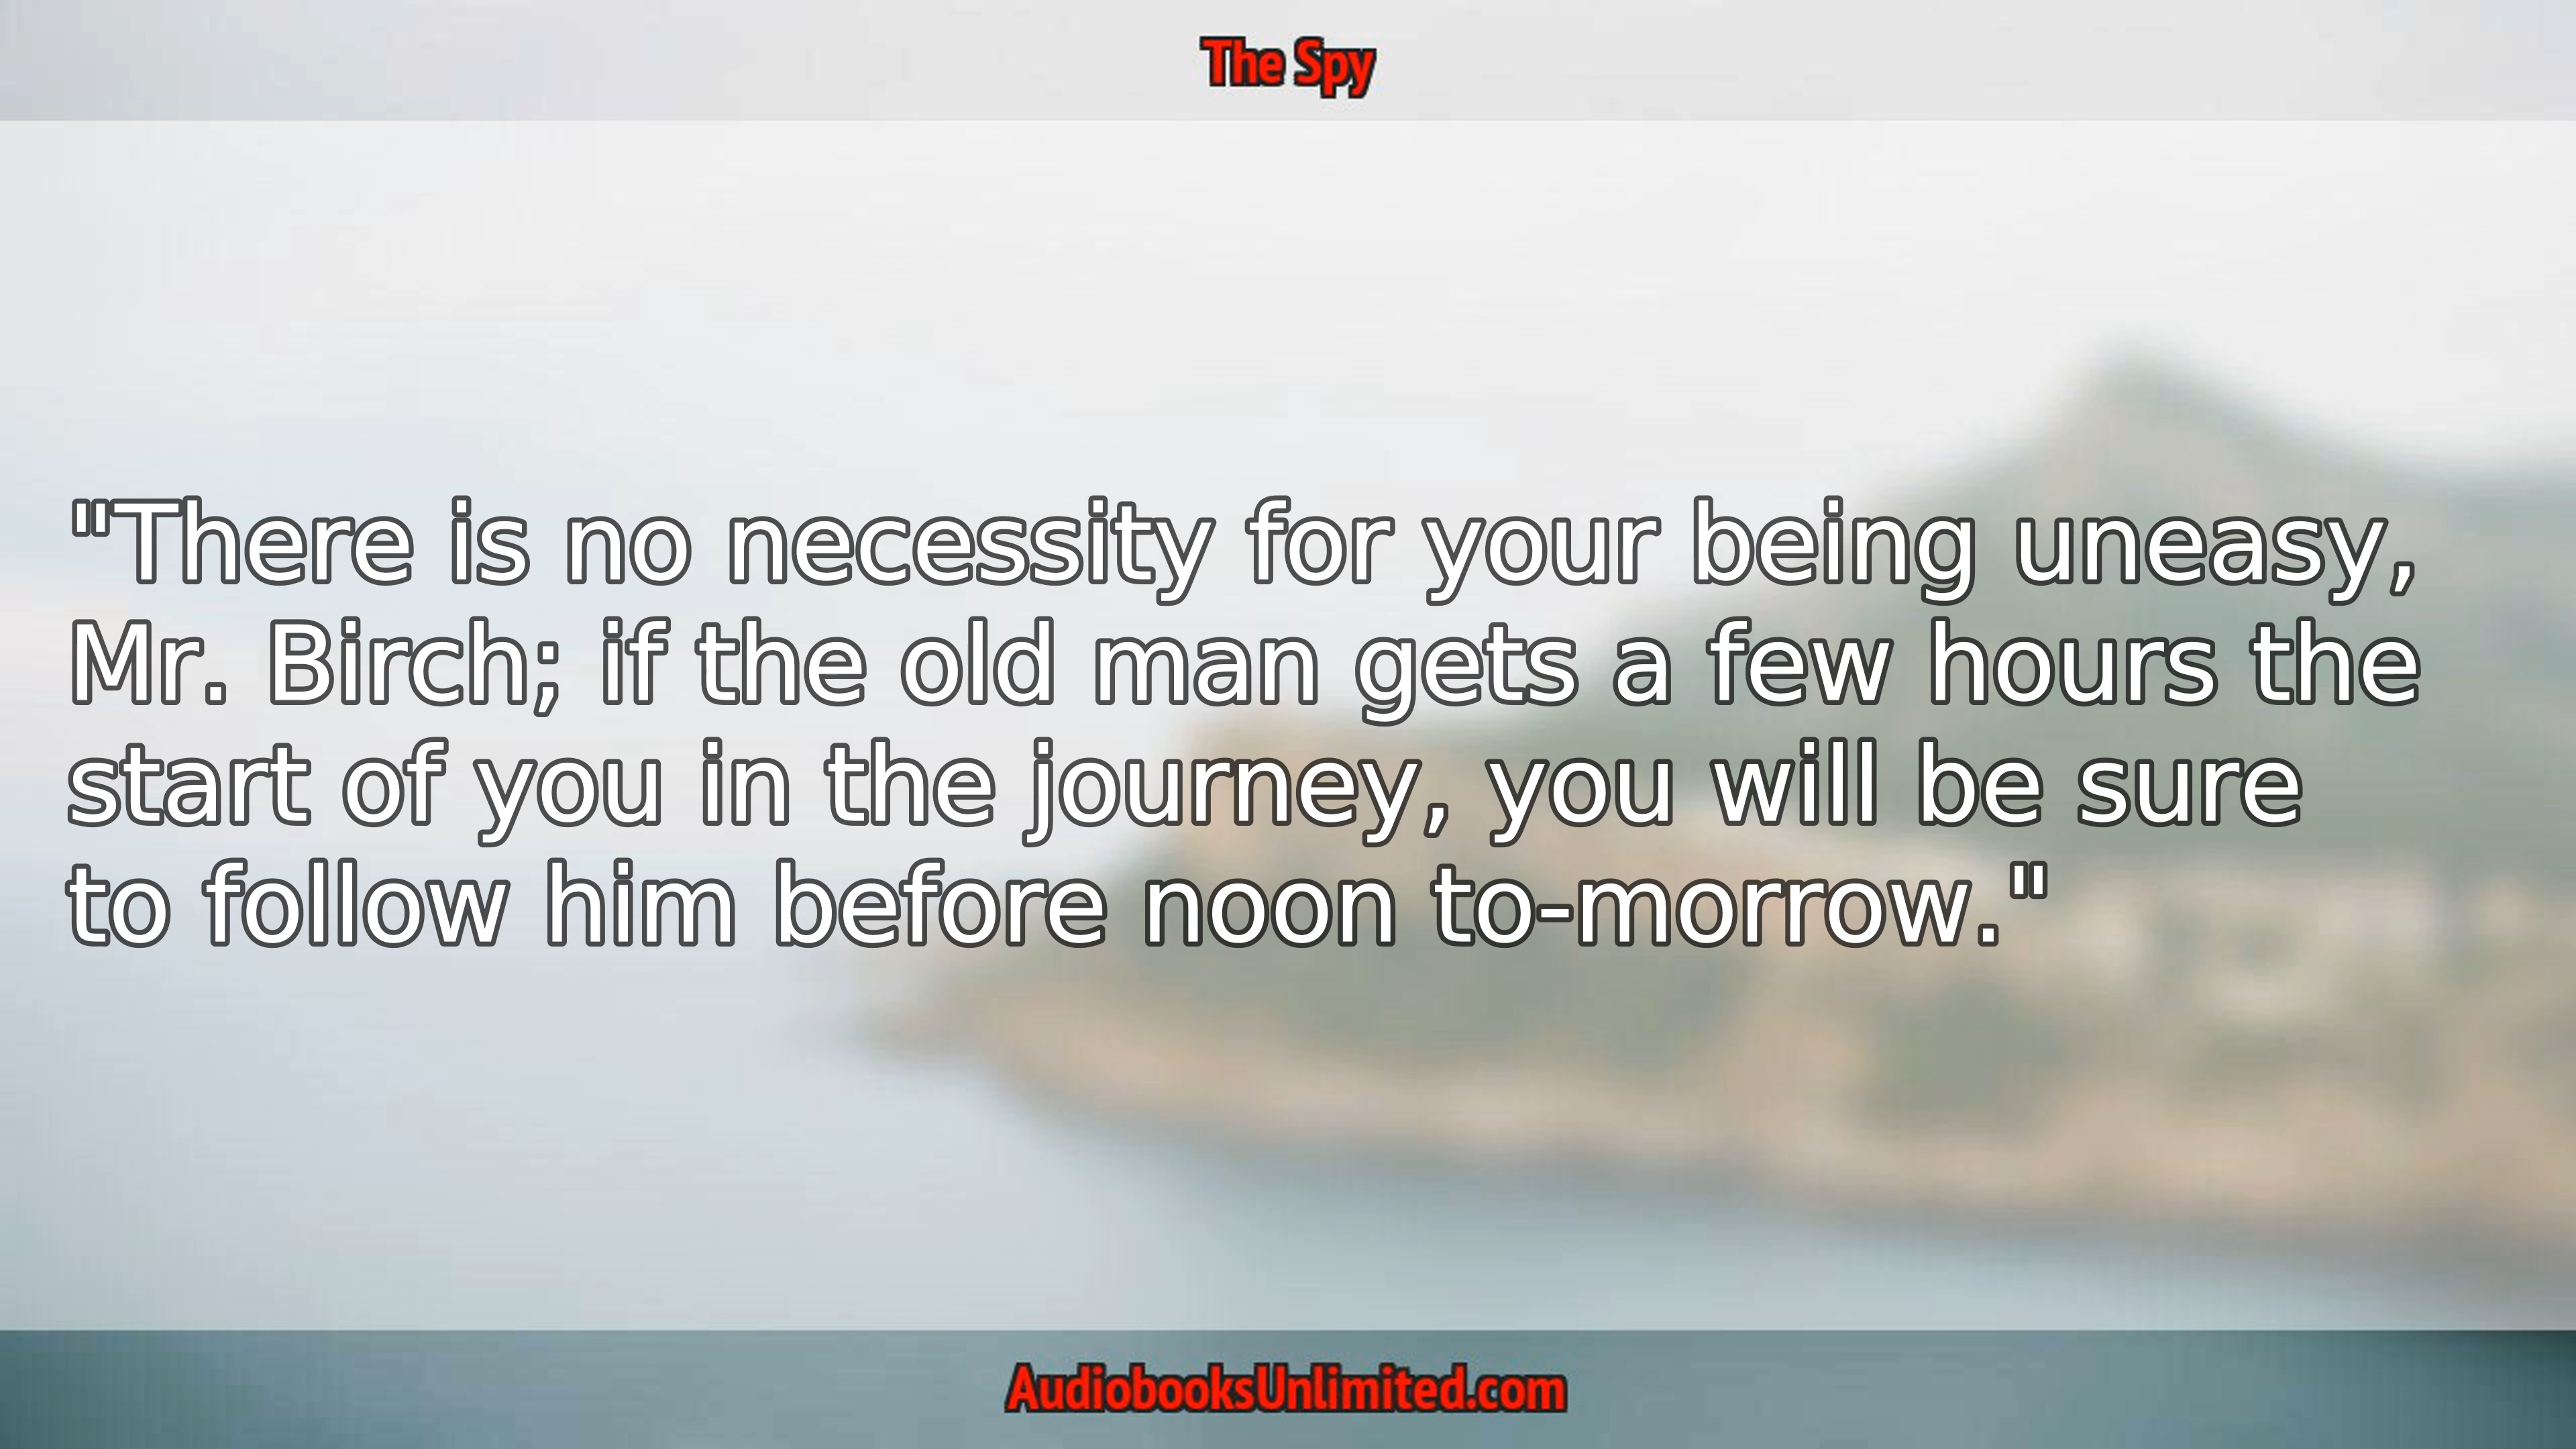 The Spy
"There is no necessity for your being uneasy,
Mr. Birch; if the old man gets a few hours the
start of you in the journey, you will be sure
to follow him before noon to-morrow."
AudiobooksUnlimited.com